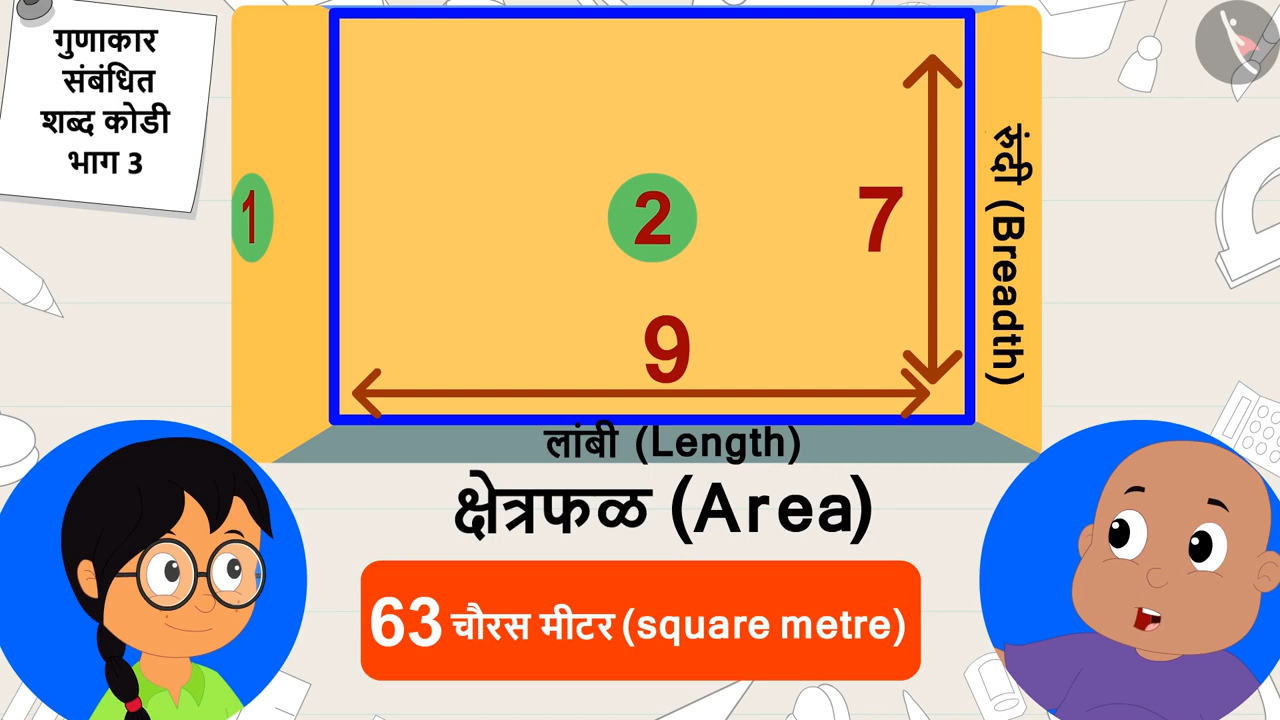 गुणाकार
संबंधित
शब्द कोडी
भाग 3
1
2
7
रुंदी (Breadth)
9
लांबी (Length)
क्षेत्रफळ (Area)
63 चौरस मीटर (square metre)